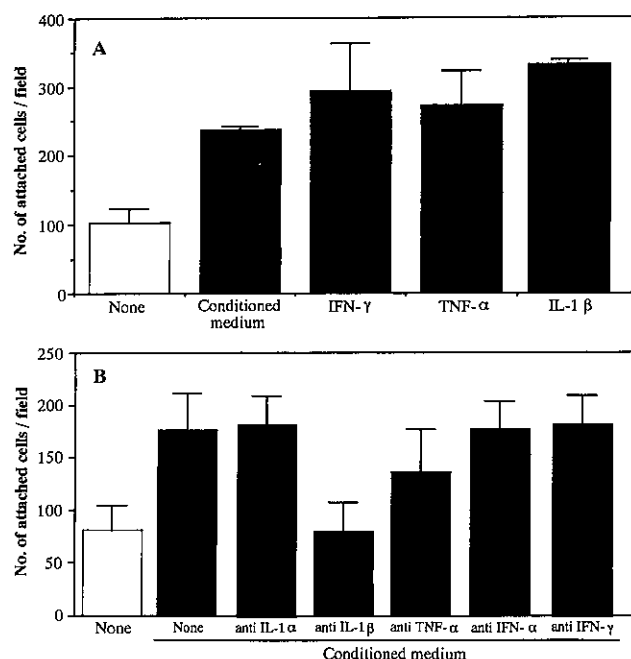 A
No. of attached cells / field
400
300
200
100
0
None
Conditioned medium
IFN-γ
TNF-α
IL-1 β
B
No. of attached cells / field
250
200
150
100
50
0
None
None
anti IL-1α
anti IL-1β
anti TNF-α
anti IFN-α
anti IFN-γ
Conditioned medium